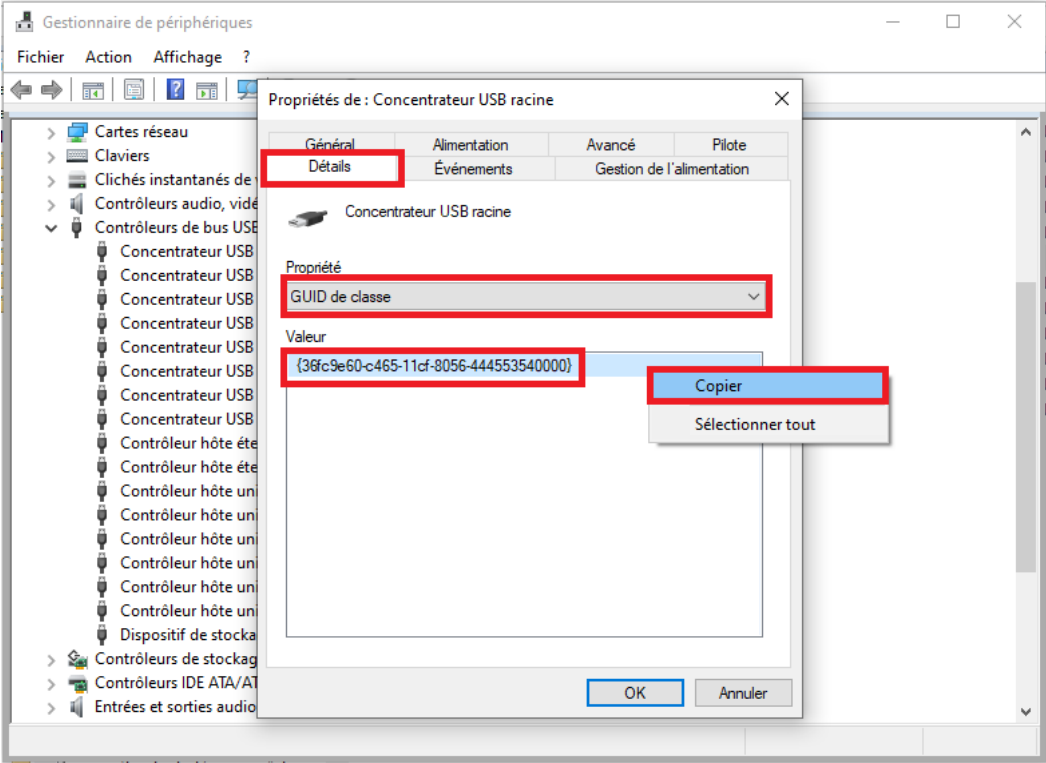 Gestionnaire de périphériques
Fichier Action Affichage ?
Cartes réseau
Claviers
Clichés instantanés de
Contrôleurs audio, vidé
Contrôleurs de bus USB
Concentrateur USB
Concentrateur USB
Concentrateur USB
Concentrateur USB
Concentrateur USB
Concentrateur USB
Concentrateur USB
Concentrateur USB
Contrôleur hôte éte
Contrôleur hôte éte
Contrôleur hôte uni
Contrôleur hôte uni
Contrôleur hôte uni
Contrôleur hôte uni
Contrôleur hôte uni
Contrôleur hôte uni
Dispositif de stocka
Contrôleurs de stockag
Contrôleurs IDE ATA/AT
Entrées et sorties audio
Propriétés de : Concentrateur USB racine
Général Alimentation Avancé Pilote
Détails Événements Gestion de l'alimentation
Concentrateur USB racine
Propriété
GUID de classe
Valeur
{36fc9e60-c465-11cf-8056-444553540000}
Copier
Sélectionner tout
OK Annuler